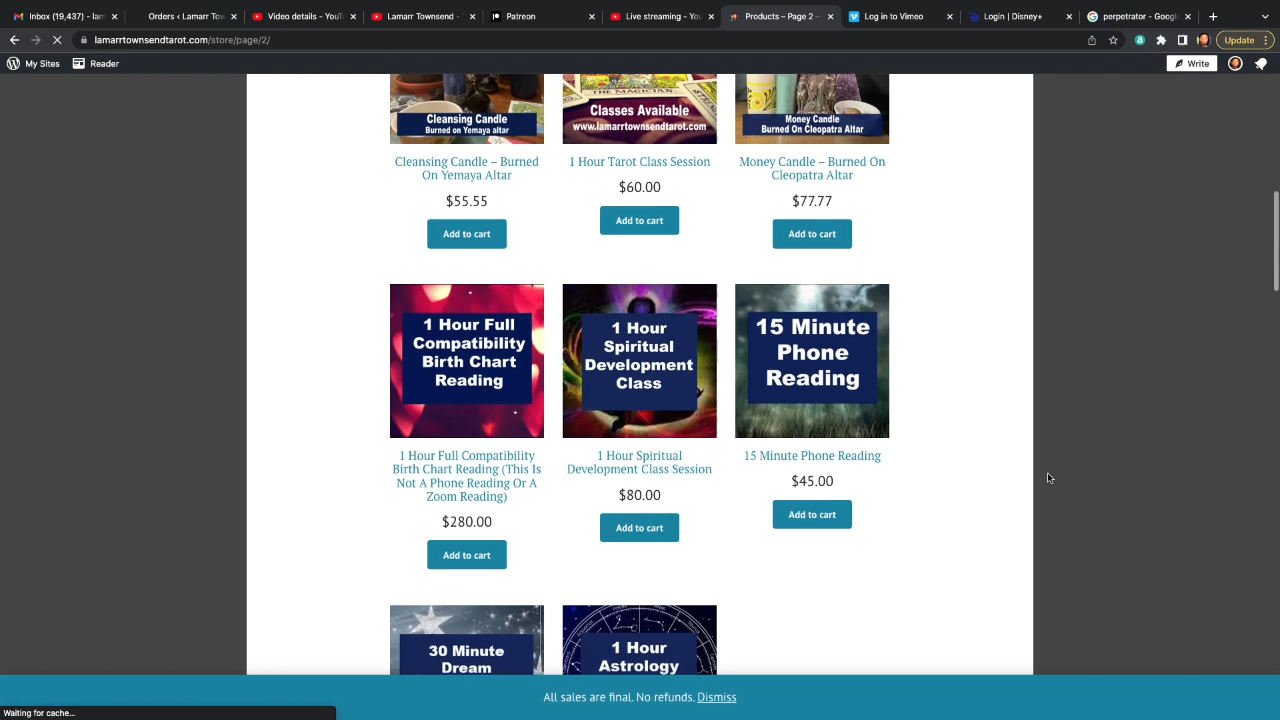 Inbox (19,437) - lam
Orders ‹ Lamarr Tow
Video details - YouT
Lamarr Townsend -
Patreon
Live streaming - You
Products – Page 2 –
Log in to Vimeo
Login | Disney+
perpetrator - Google
lamarrtownsendtarot.com/store/page/2/
Update
My Sites
Reader
Write
Cleansing Candle
Burned on Yemaya altar
THE MAGICIAN.
Classes Available
www.lamarrtownsendtarot.com
Money Candle
Burned On Cleopatra Altar
Cleansing Candle – Burned
On Yemaya Altar
$55.55
Add to cart
1 Hour Tarot Class Session
$60.00
Add to cart
Money Candle – Burned On
Cleopatra Altar
$77.77
Add to cart
1 Hour Full
Compatibility
Birth Chart
Reading
1 Hour
Spiritual
Development
Class
15 Minute
Phone
Reading
1 Hour Full Compatibility
Birth Chart Reading (This Is
Not A Phone Reading Or A
Zoom Reading)
$280.00
Add to cart
1 Hour Spiritual
Development Class Session
$80.00
Add to cart
15 Minute Phone Reading
$45.00
Add to cart
30 Minute
Dream
1 Hour
Astrology
All sales are final. No refunds. Dismiss
Waiting for cache...